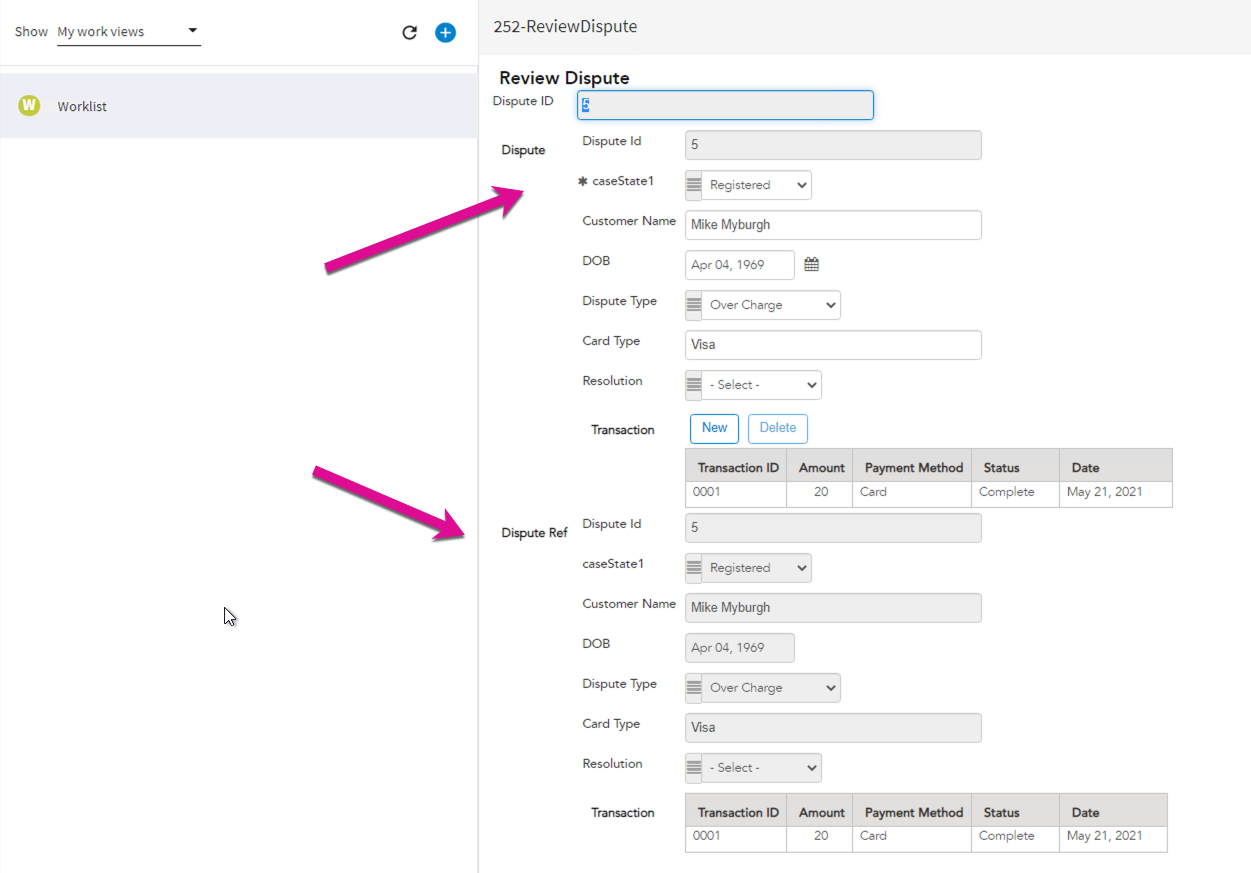 Show My work views
252-ReviewDispute
W Worklist
Review Dispute
Dispute ID 5
Dispute
Dispute Id 5
✱ caseState1 Registered
Customer Name Mike Myburgh
DOB Apr 04, 1969
Dispute Type Over Charge
Card Type Visa
Resolution - Select -
Transaction New Delete
Transaction ID Amount Payment Method Status Date
0001 20 Card Complete May 21, 2021
Dispute Ref
Dispute Id 5
caseState1 Registered
Customer Name Mike Myburgh
DOB Apr 04, 1969
Dispute Type Over Charge
Card Type Visa
Resolution - Select -
Transaction
Transaction ID Amount Payment Method Status Date
0001 20 Card Complete May 21, 2021